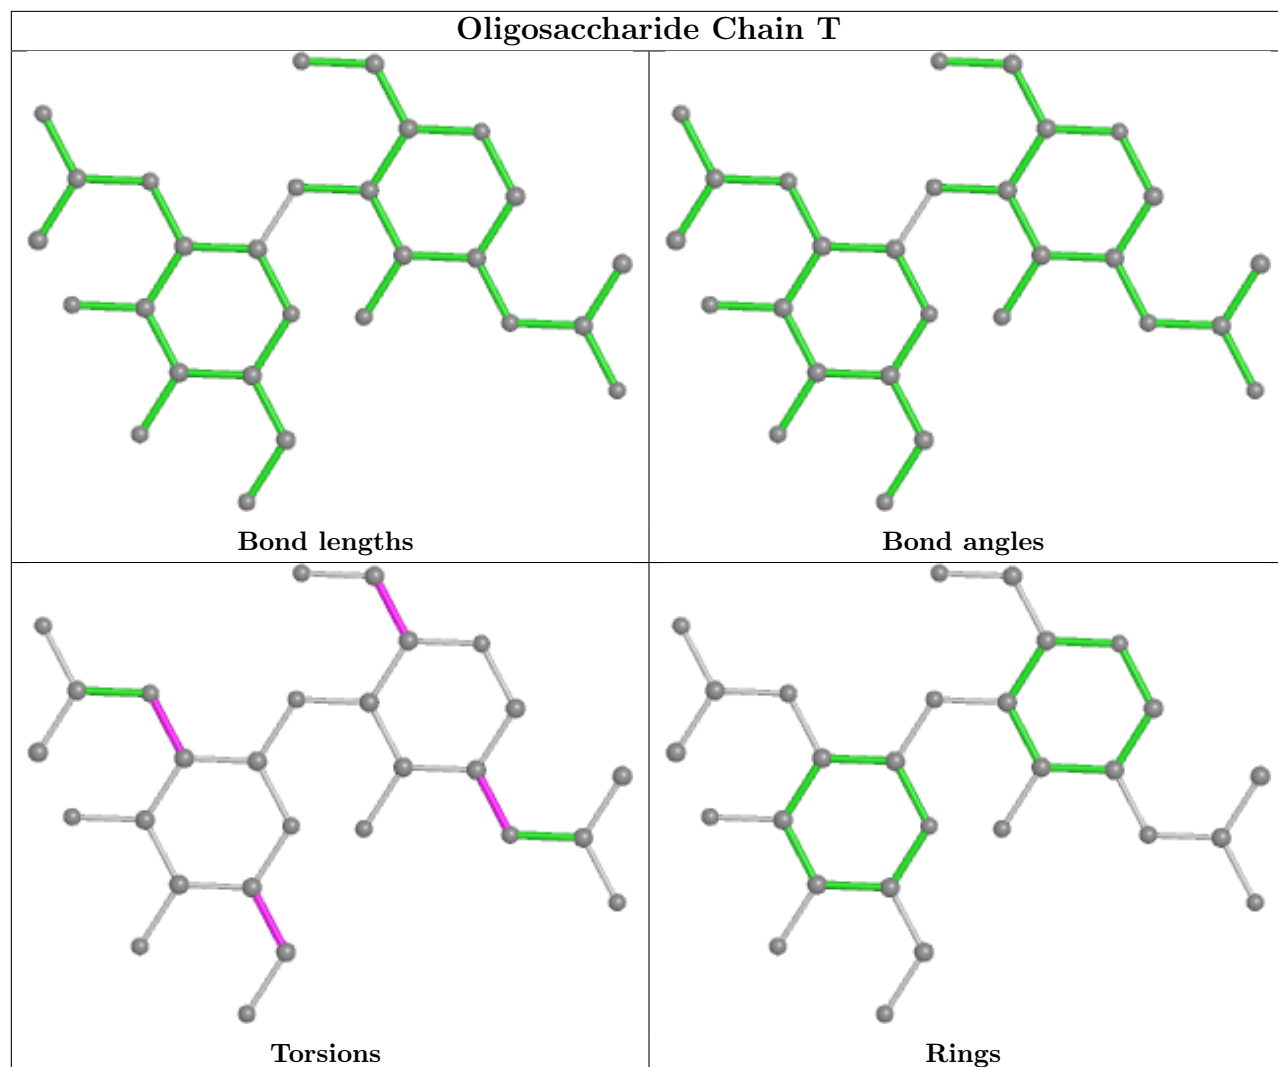 Oligosaccharide Chain T
Bond lengths
Bond angles
Torsions
Rings